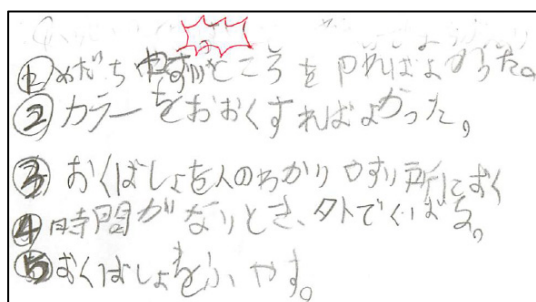 ①めだちやすいところをやればよかった。
②カラーをおおくすればよかった。
③おくばしょを人のわかりやすい所におく
④時間がないとき、外でくばる。
⑤おくばしょをふやす。